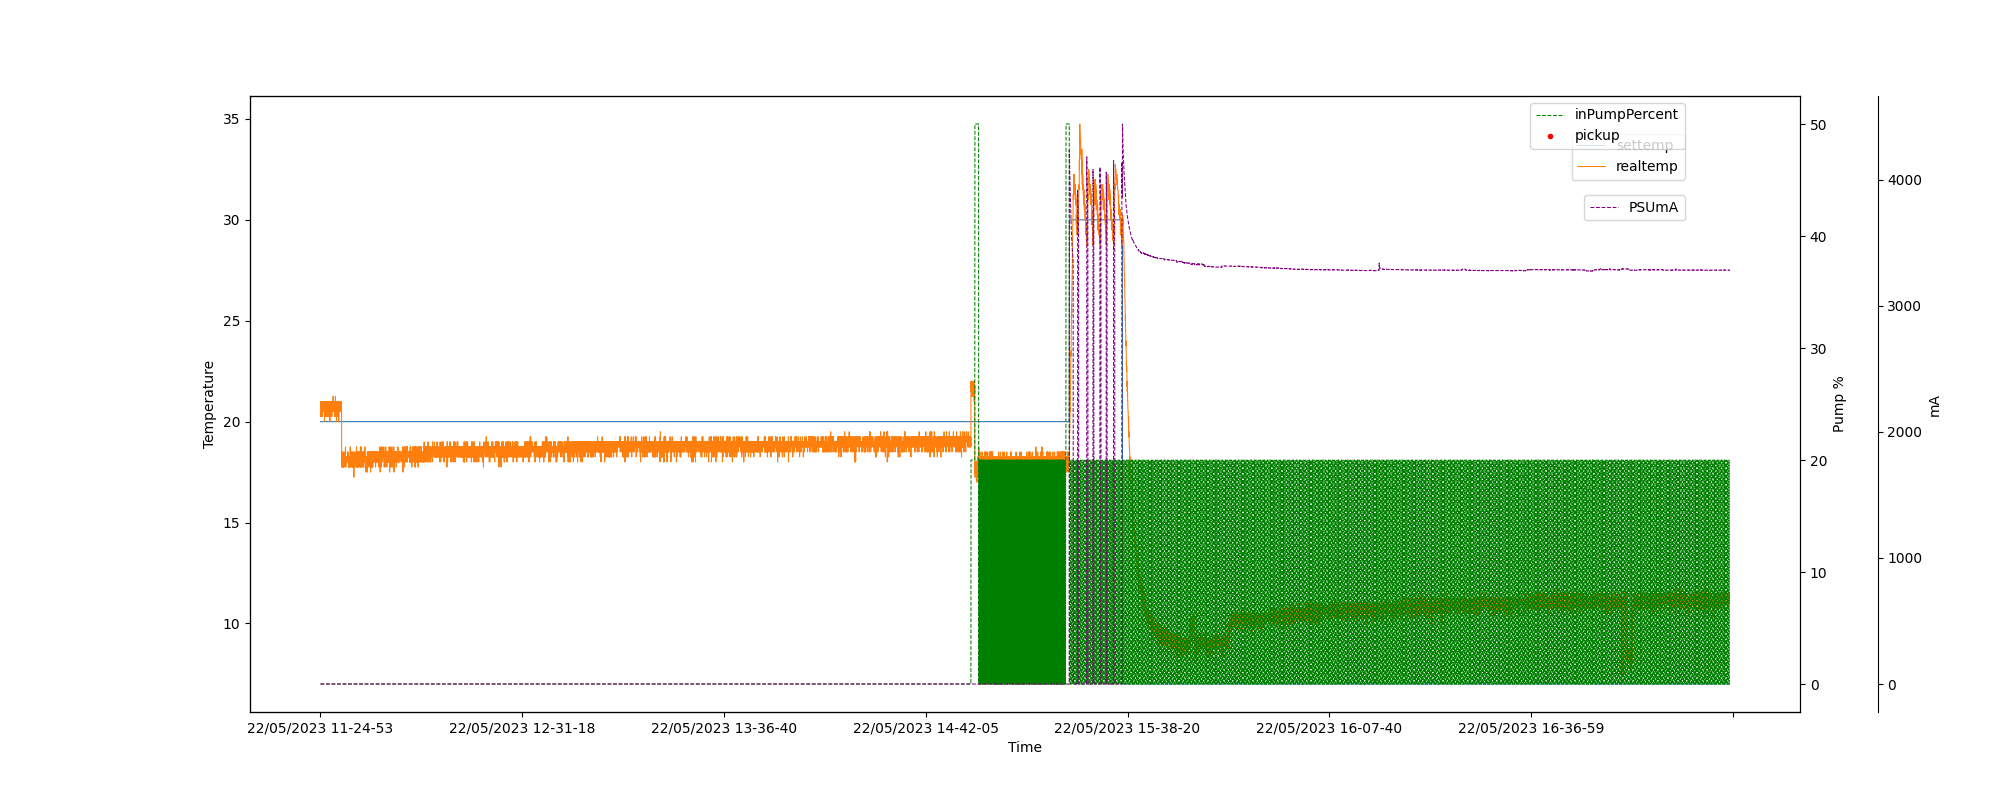 35
30
25
20
15
10
Temperature
22/05/2023 11-24-53
22/05/2023 12-31-18
22/05/2023 13-36-40
22/05/2023 14-42-05
22/05/2023 15-38-20
22/05/2023 16-07-40
22/05/2023 16-36-59
Time
inPumpPercent
pickup
settemp
realtemp
PSUmA
50
40
30
20
10
0
Pump %
4000
3000
2000
1000
0
mA